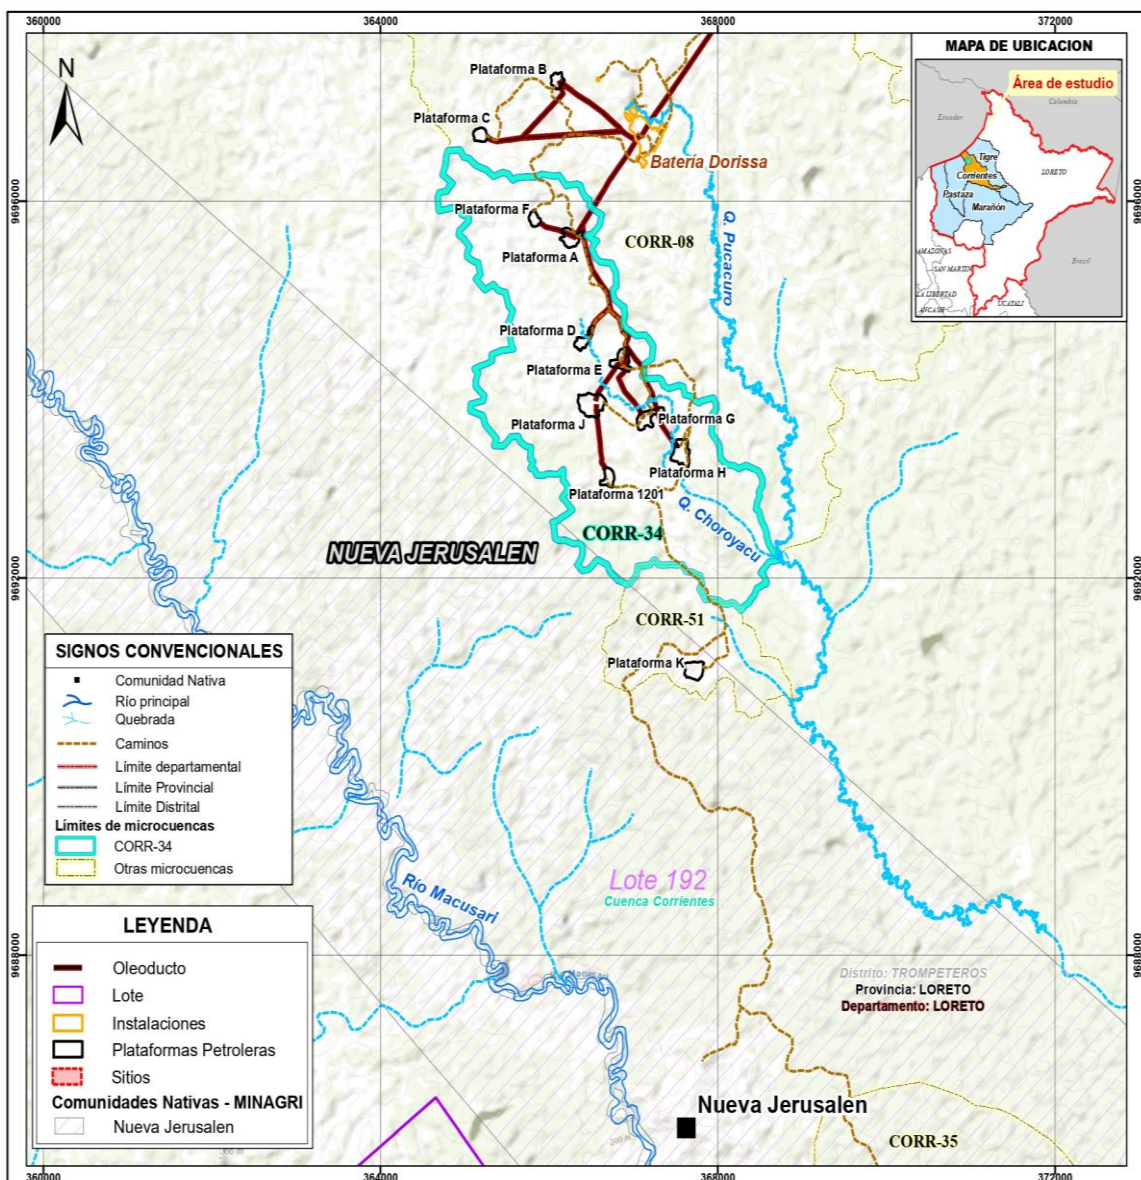 360000
364000
368000
372000
N
MAPA DE UBICACION
Área de estudio
Colombia
Ecuador
Tigre
LORETO
Corrientes
Pastaza
Marañón
AMAZONAS
SAN MARTIN
Brasil
LA LIBERTAD
UCAYALI
ANCASH
Plataforma B
Plataforma C
Batería Dorissa
9696000
9696000
Plataforma F
Plataforma A
CORR-08
Q. Pucacuro
Plataforma D
Plataforma E
Plataforma J
Plataforma G
Plataforma H
Plataforma 1201
Q. Choroyacu
CORR-34
NUEVA JERUSALEN
9692000
9692000
CORR-51
Plataforma K
SIGNOS CONVENCIONALES
Comunidad Nativa
Río principal
Quebrada
Caminos
Límite departamental
Límite Provincial
Límite Distrital
Límites de microcuencas
CORR-34
Otras microcuencas
Río Macusari
Lote 192
Cuenca Corrientes
9688000
9688000
Distrito: TROMPETEROS
Provincia: LORETO
Departamento: LORETO
LEYENDA
Oleoducto
Lote
Instalaciones
Plataformas Petroleras
Sitios
Comunidades Nativas - MINAGRI
Nueva Jerusalen
Nueva Jerusalen
CORR-35
360000
364000
368000
372000